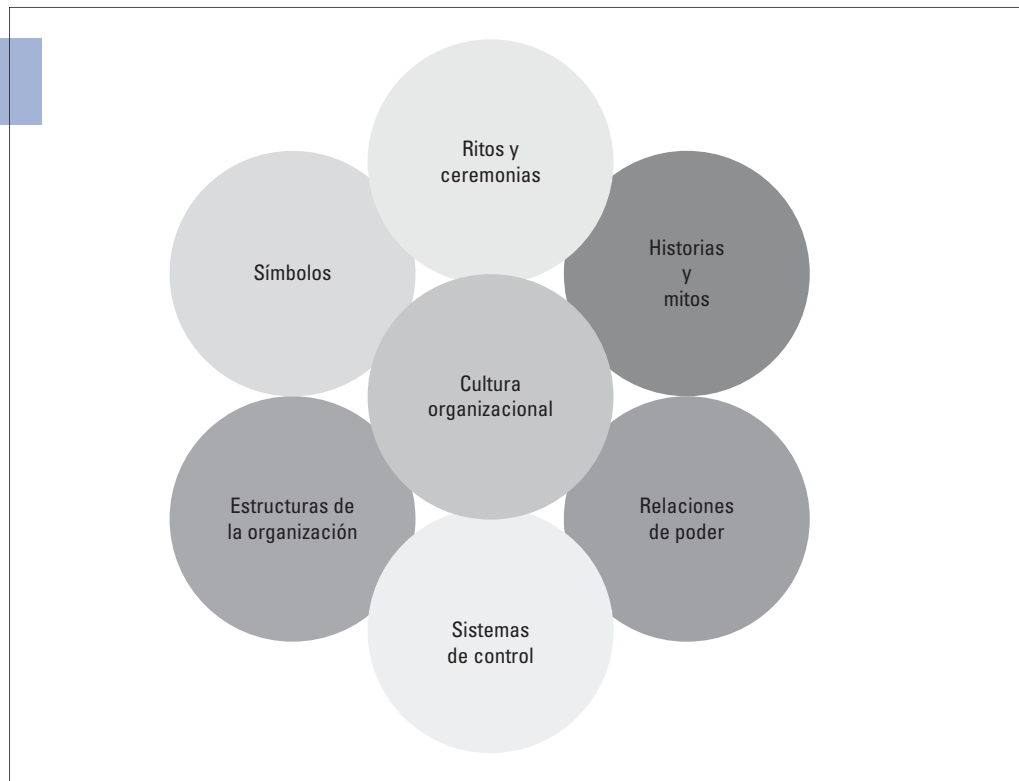 Ritos y
ceremonias
Símbolos
Historias
y
mitos
Cultura
organizacional
Estructuras de
la organización
Relaciones
de poder
Sistemas
de control